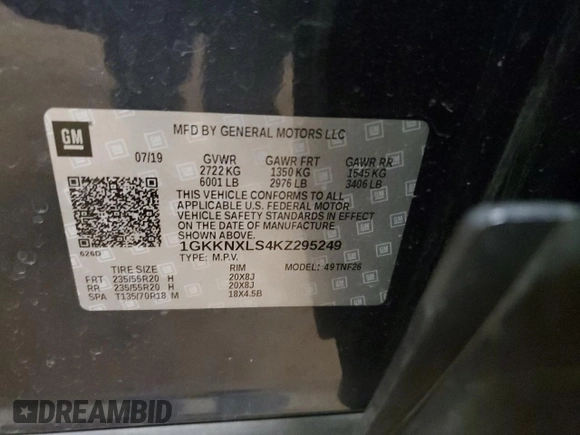 GM
MFD BY GENERAL MOTORS LLC
07/19 GVWR GAWR FRT GAWR RR
2722 KG 1350 KG 1545 KG
6001 LB 2976 LB 3406 LB
THIS VEHICLE CONFORMS TO ALL
APPLICABLE U.S. FEDERAL MOTOR
VEHICLE SAFETY STANDARDS IN EFFECT
ON THE DATE OF MANUFACTURE
SHOWN ABOVE.
1GKKNXLS4KZ295249
626D TYPE: M.P.V.
TIRE SIZE RIM MODEL: 49TNF26
FRT 235/55R20 H 20X8J
RR 235/55R20 H 20X8J
SPA T135/70R18 M 18X4.5B
DREAMBID